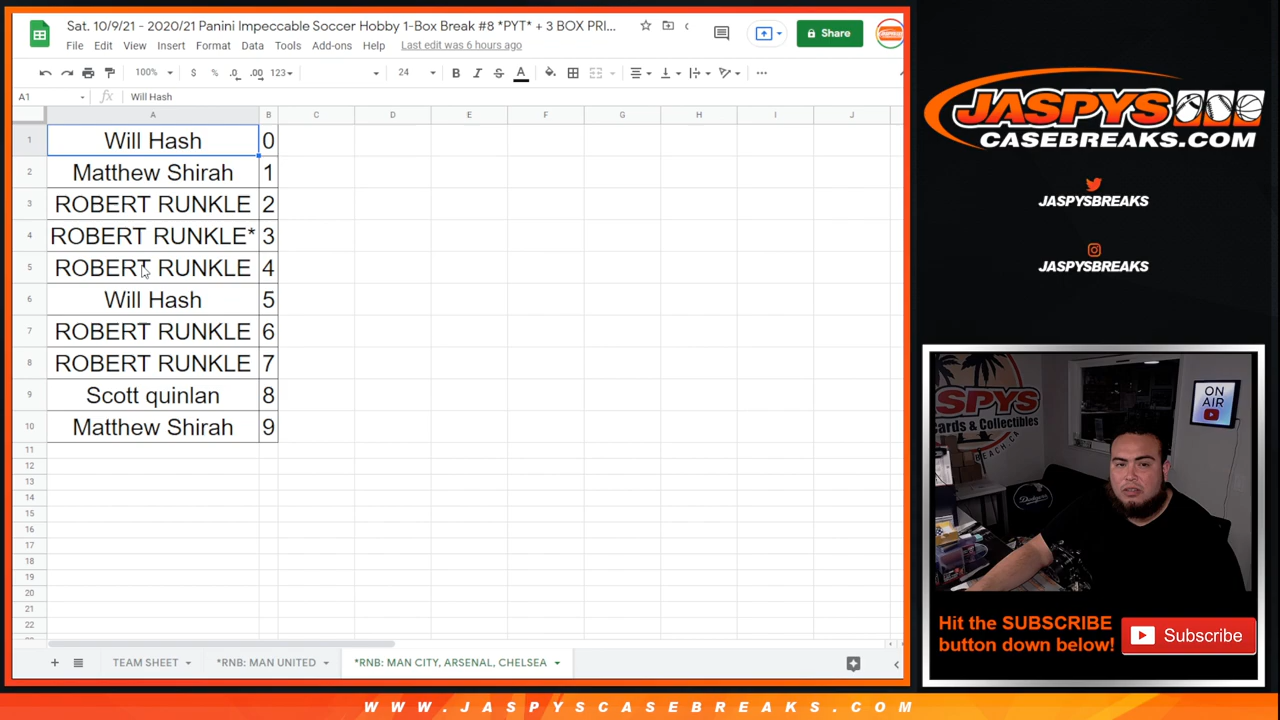 Sat. 10/9/21 - 2020/21 Panini Impeccable Soccer Hobby 1-Box Break #8 *PYT* + 3 BOX PRI...
File Edit View Insert Format Data Tools Add-ons Help Last edit was 6 hours ago
Share
100% $ % .0 .00 123 24 B I S A
A1 fx Will Hash
A B C D E F G H I J
1 Will Hash 0
2 Matthew Shirah 1
3 ROBERT RUNKLE 2
4 ROBERT RUNKLE* 3
5 ROBERT RUNKLE 4
6 Will Hash 5
7 ROBERT RUNKLE 6
8 ROBERT RUNKLE 7
9 Scott quinlan 8
10 Matthew Shirah 9
11
12
13
14
15
16
17
18
19
20
21
22
TEAM SHEET *RNB: MAN UNITED *RNB: MAN CITY, ARSENAL, CHELSEA
JASPYS
CASEBREAKS.COM
JASPYSBREAKS
JASPYSBREAKS
JASPYS
Cards & Collectibles
BEACH CA
ON
AIR
Hit the SUBSCRIBE
button down below!
Subscribe
WWW.JASPYSCASEBREAKS.COM